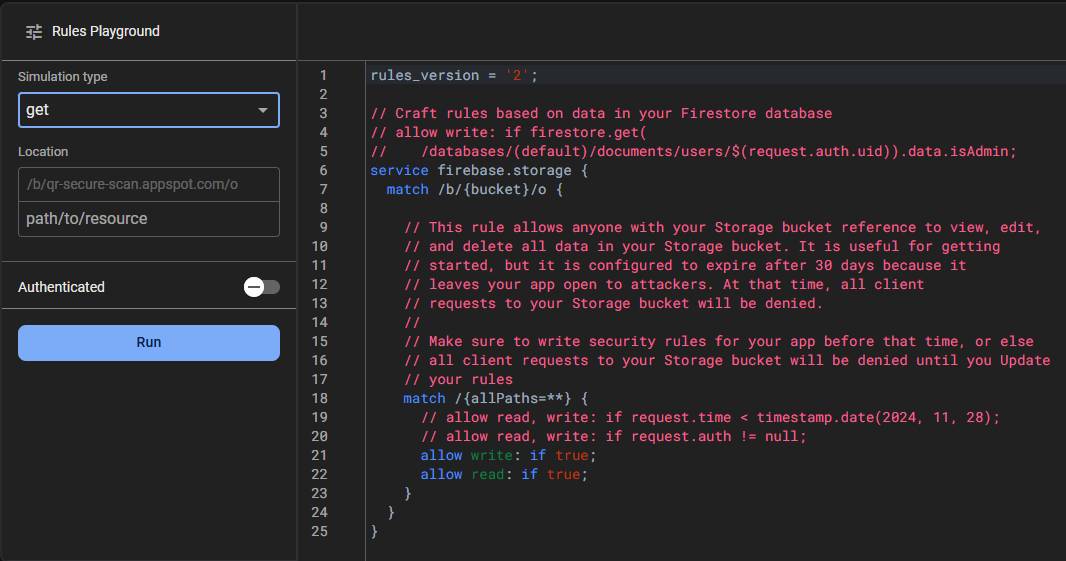 Rules Playground
Simulation type
get
Location
/b/qr-secure-scan.appspot.com/o
path/to/resource
Authenticated
Run
1 rules_version = '2';
2
3 // Craft rules based on data in your Firestore database
4 // allow write: if firestore.get(
5 //    /databases/(default)/documents/users/$(request.auth.uid)).data.isAdmin;
6 service firebase.storage {
7   match /b/{bucket}/o {
8
9     // This rule allows anyone with your Storage bucket reference to view, edit,
10     // and delete all data in your Storage bucket. It is useful for getting
11     // started, but it is configured to expire after 30 days because it
12     // leaves your app open to attackers. At that time, all client
13     // requests to your Storage bucket will be denied.
14     //
15     // Make sure to write security rules for your app before that time, or else
16     // all client requests to your Storage bucket will be denied until you Update
17     // your rules
18     match /{allPaths=**} {
19       // allow read, write: if request.time < timestamp.date(2024, 11, 28);
20       // allow read, write: if request.auth != null;
21       allow write: if true;
22       allow read: if true;
23     }
24   }
25 }